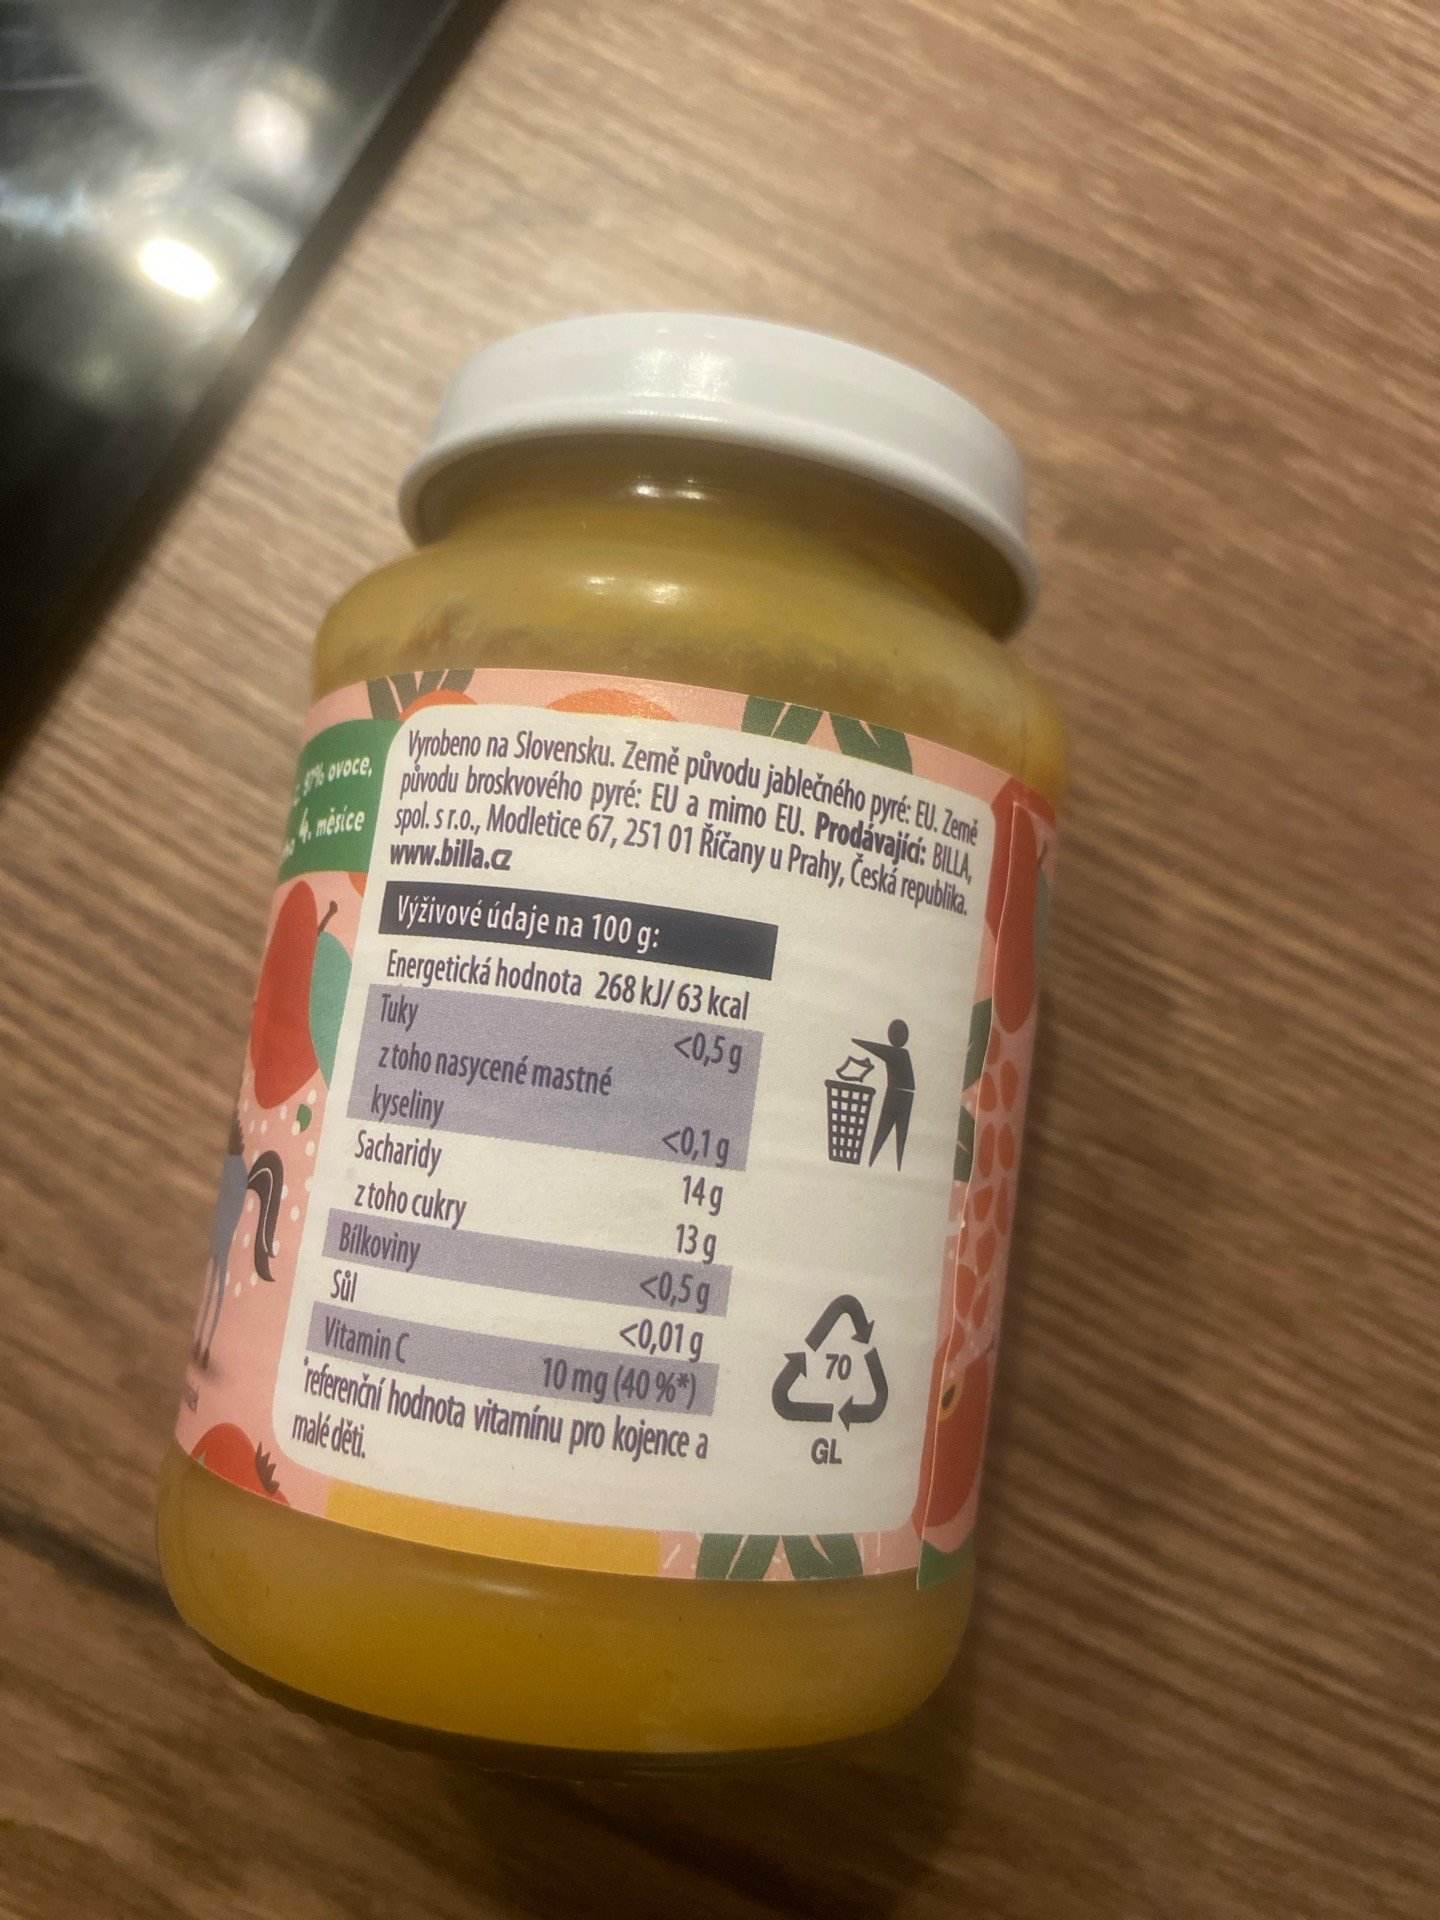 97% ovoce,
4. měsíce
Vyrobeno na Slovensku. Země původu jablečného pyré: EU. Země
původu broskvového pyré: EU a mimo EU. Prodávající: BILLA,
spol. s r.o., Modletice 67, 251 01 Říčany u Prahy, Česká republika.
www.billa.cz
Výživové údaje na 100 g:
Energetická hodnota 268 kJ/ 63 kcal
Tuky <0,5 g
z toho nasycené mastné
kyseliny <0,1 g
Sacharidy 14 g
z toho cukry 13 g
Bílkoviny <0,5 g
Sůl <0,01 g
Vitamin C 10 mg (40 %*)
*referenční hodnota vitamínu pro kojence a
malé děti.
70
GL